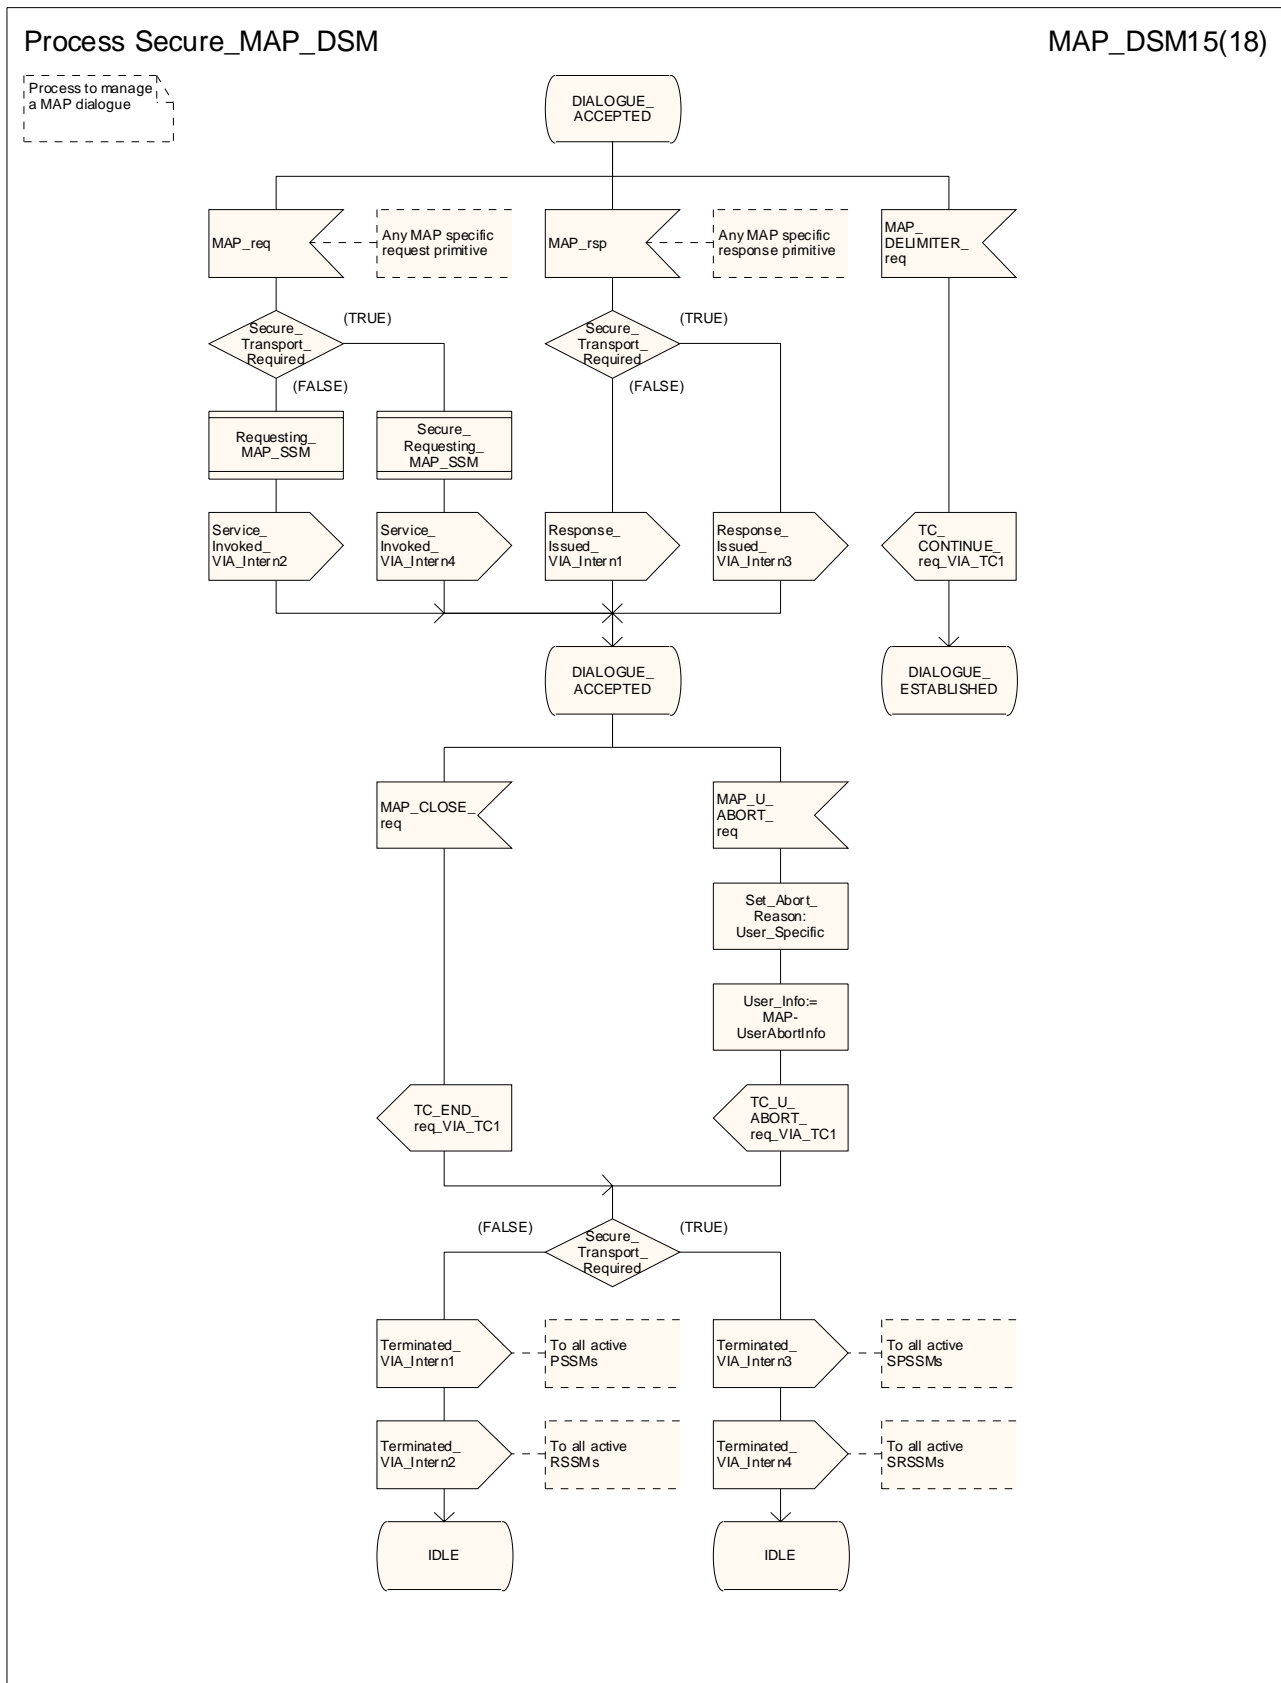 Process Secure_MAP_DSM
MAP_DSM15(18)
Process to manage
a MAP dialogue
DIALOGUE_
ACCEPTED
MAP_req
Any MAP specific
request primitive
MAP_rsp
Any MAP specific
response primitive
MAP_
DELIMITER_
req
Secure_
Transport_
Required
(TRUE)
(FALSE)
Secure_
Transport_
Required
(TRUE)
(FALSE)
Requesting_
MAP_SSM
Secure_
Requesting_
MAP_SSM
Service_
Invoked_
VIA_Intern2
Service_
Invoked_
VIA_Intern4
Response_
Issued_
VIA_Intern1
Response_
Issued_
VIA_Intern3
TC_
CONTINUE_
req_VIA_TC1
DIALOGUE_
ACCEPTED
DIALOGUE_
ESTABLISHED
MAP_CLOSE_
req
MAP_U_
ABORT_
req
Set_Abort_
Reason:
User_Specific
User_Info:=
MAP-
UserAbortInfo
TC_END_
req_VIA_TC1
TC_U_
ABORT_
req_VIA_TC1
(FALSE)
(TRUE)
Secure_
Transport_
Required
Terminated_
VIA_Intern1
To all active
PSSMs
Terminated_
VIA_Intern3
To all active
SPSSMs
Terminated_
VIA_Intern2
To all active
RSSMs
Terminated_
VIA_Intern4
To all active
SRSSMs
IDLE
IDLE